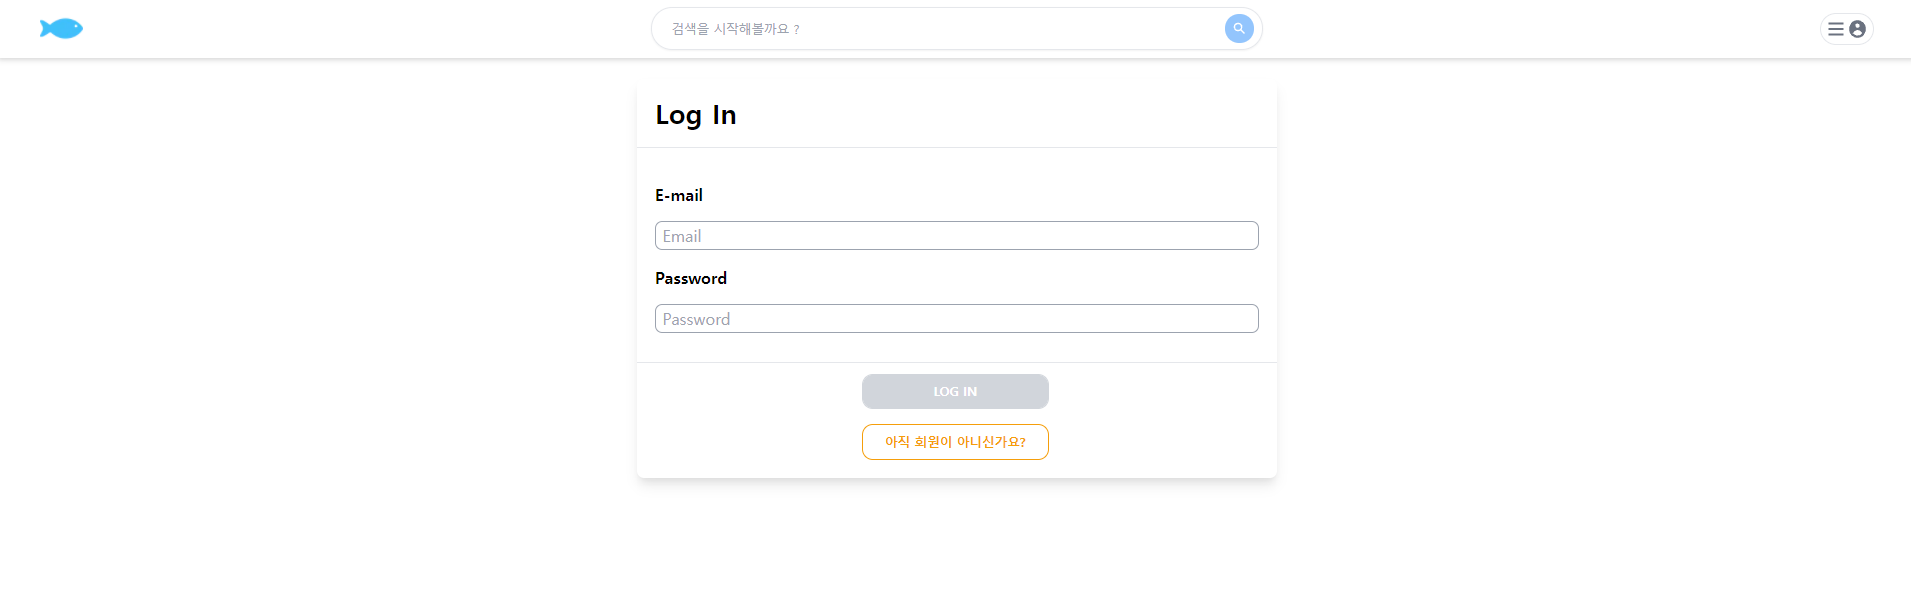 검색을 시작해볼까요 ?
Log In
E-mail
Email
Password
Password
LOG IN
아직 회원이 아니신가요?